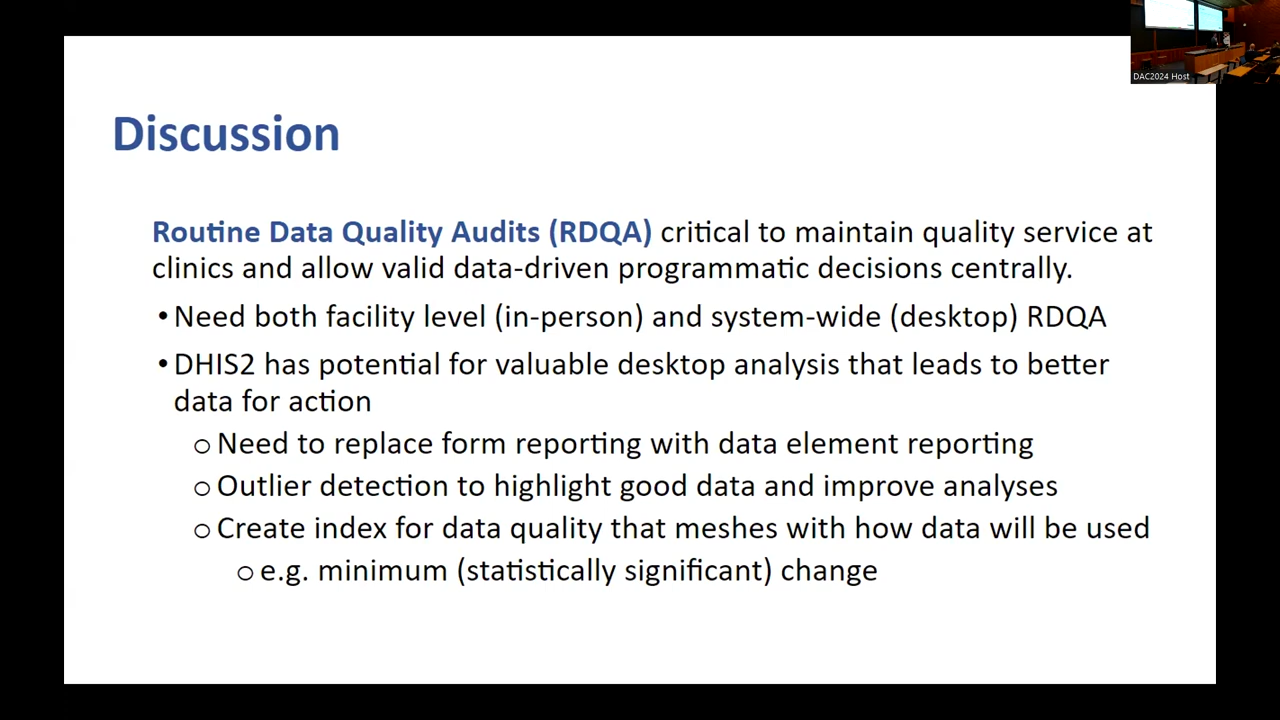 DAC2024 Host
Discussion
Routine Data Quality Audits (RDQA) critical to maintain quality service at
clinics and allow valid data-driven programmatic decisions centrally.
•Need both facility level (in-person) and system-wide (desktop) RDQA
•DHIS2 has potential for valuable desktop analysis that leads to better
data for action
o Need to replace form reporting with data element reporting
o Outlier detection to highlight good data and improve analyses
o Create index for data quality that meshes with how data will be used
o e.g. minimum (statistically significant) change